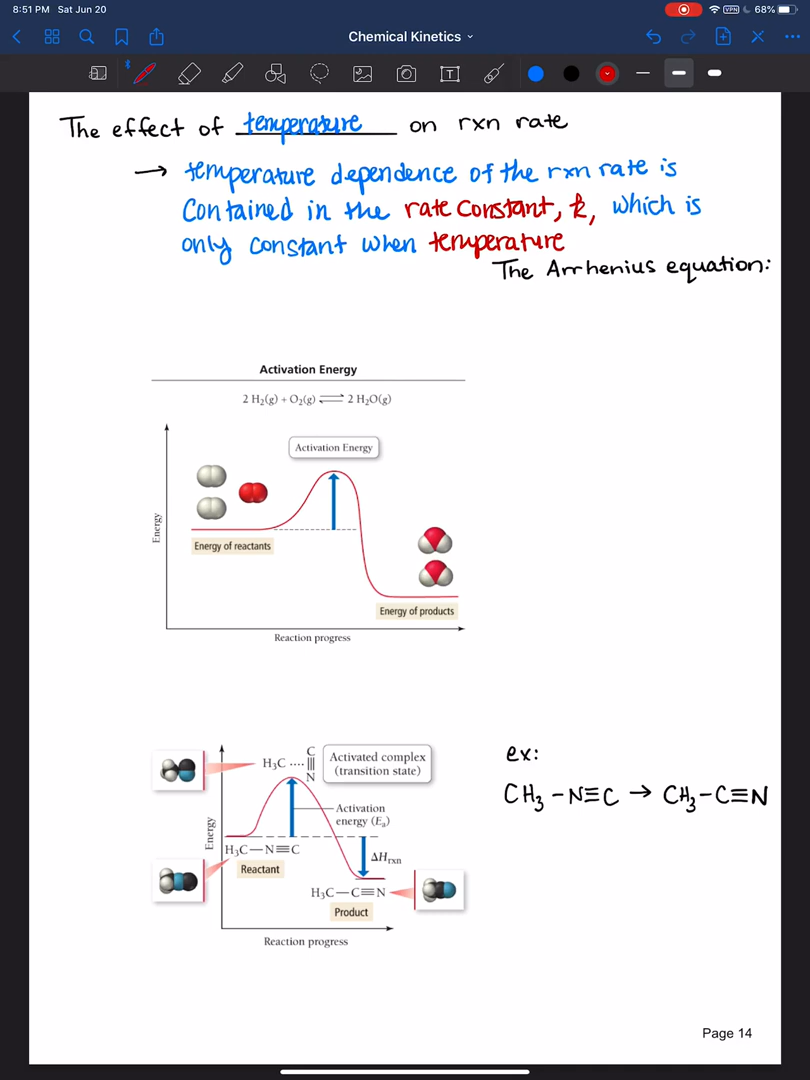 8:51 PM Sat Jun 20
VPN 68%
Chemical Kinetics
T
The effect of temperature on rxn rate
→ temperature dependence of the rxn rate is
contained in the rate constant, k, which is
only constant when temperature
The Arrhenius equation:
Activation Energy
2 H₂(g) + O₂(g) ⇌ 2 H₂O(g)
Activation Energy
Energy
Energy of reactants
Energy of products
Reaction progress
H₃C ···· C≡N
Activated complex
(transition state)
Activation
energy (Eₐ)
Energy
H₃C—N≡C
Reactant
ΔHrxn
H₃C—C≡N
Product
Reaction progress
ex:
CH₃-N≡C → CH₃-C≡N
Page 14